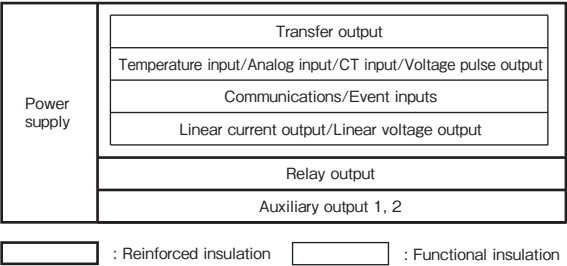 Transfer output
Temperature input/Analog input/CT input/Voltage pulse output
Communications/Event inputs
Linear current output/Linear voltage output
Power
supply
Relay output
Auxiliary output 1, 2
: Reinforced insulation
: Functional insulation